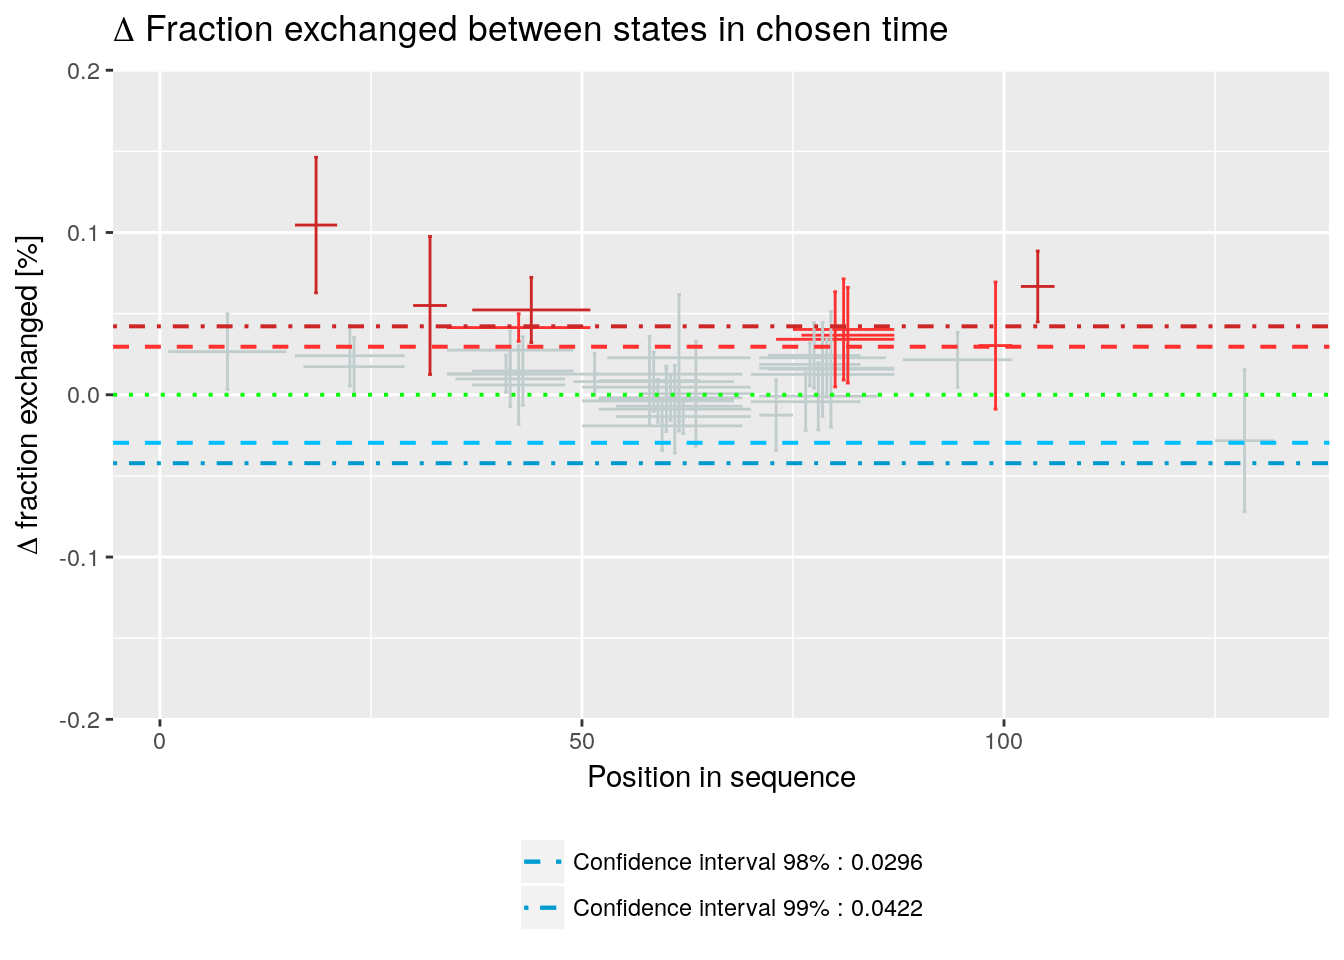 Δ Fraction exchanged between states in chosen time
Δ fraction exchanged [%]
0.2
0.1
0.0
-0.1
-0.2
0 50 100
Position in sequence
Confidence interval 98% : 0.0296
Confidence interval 99% : 0.0422